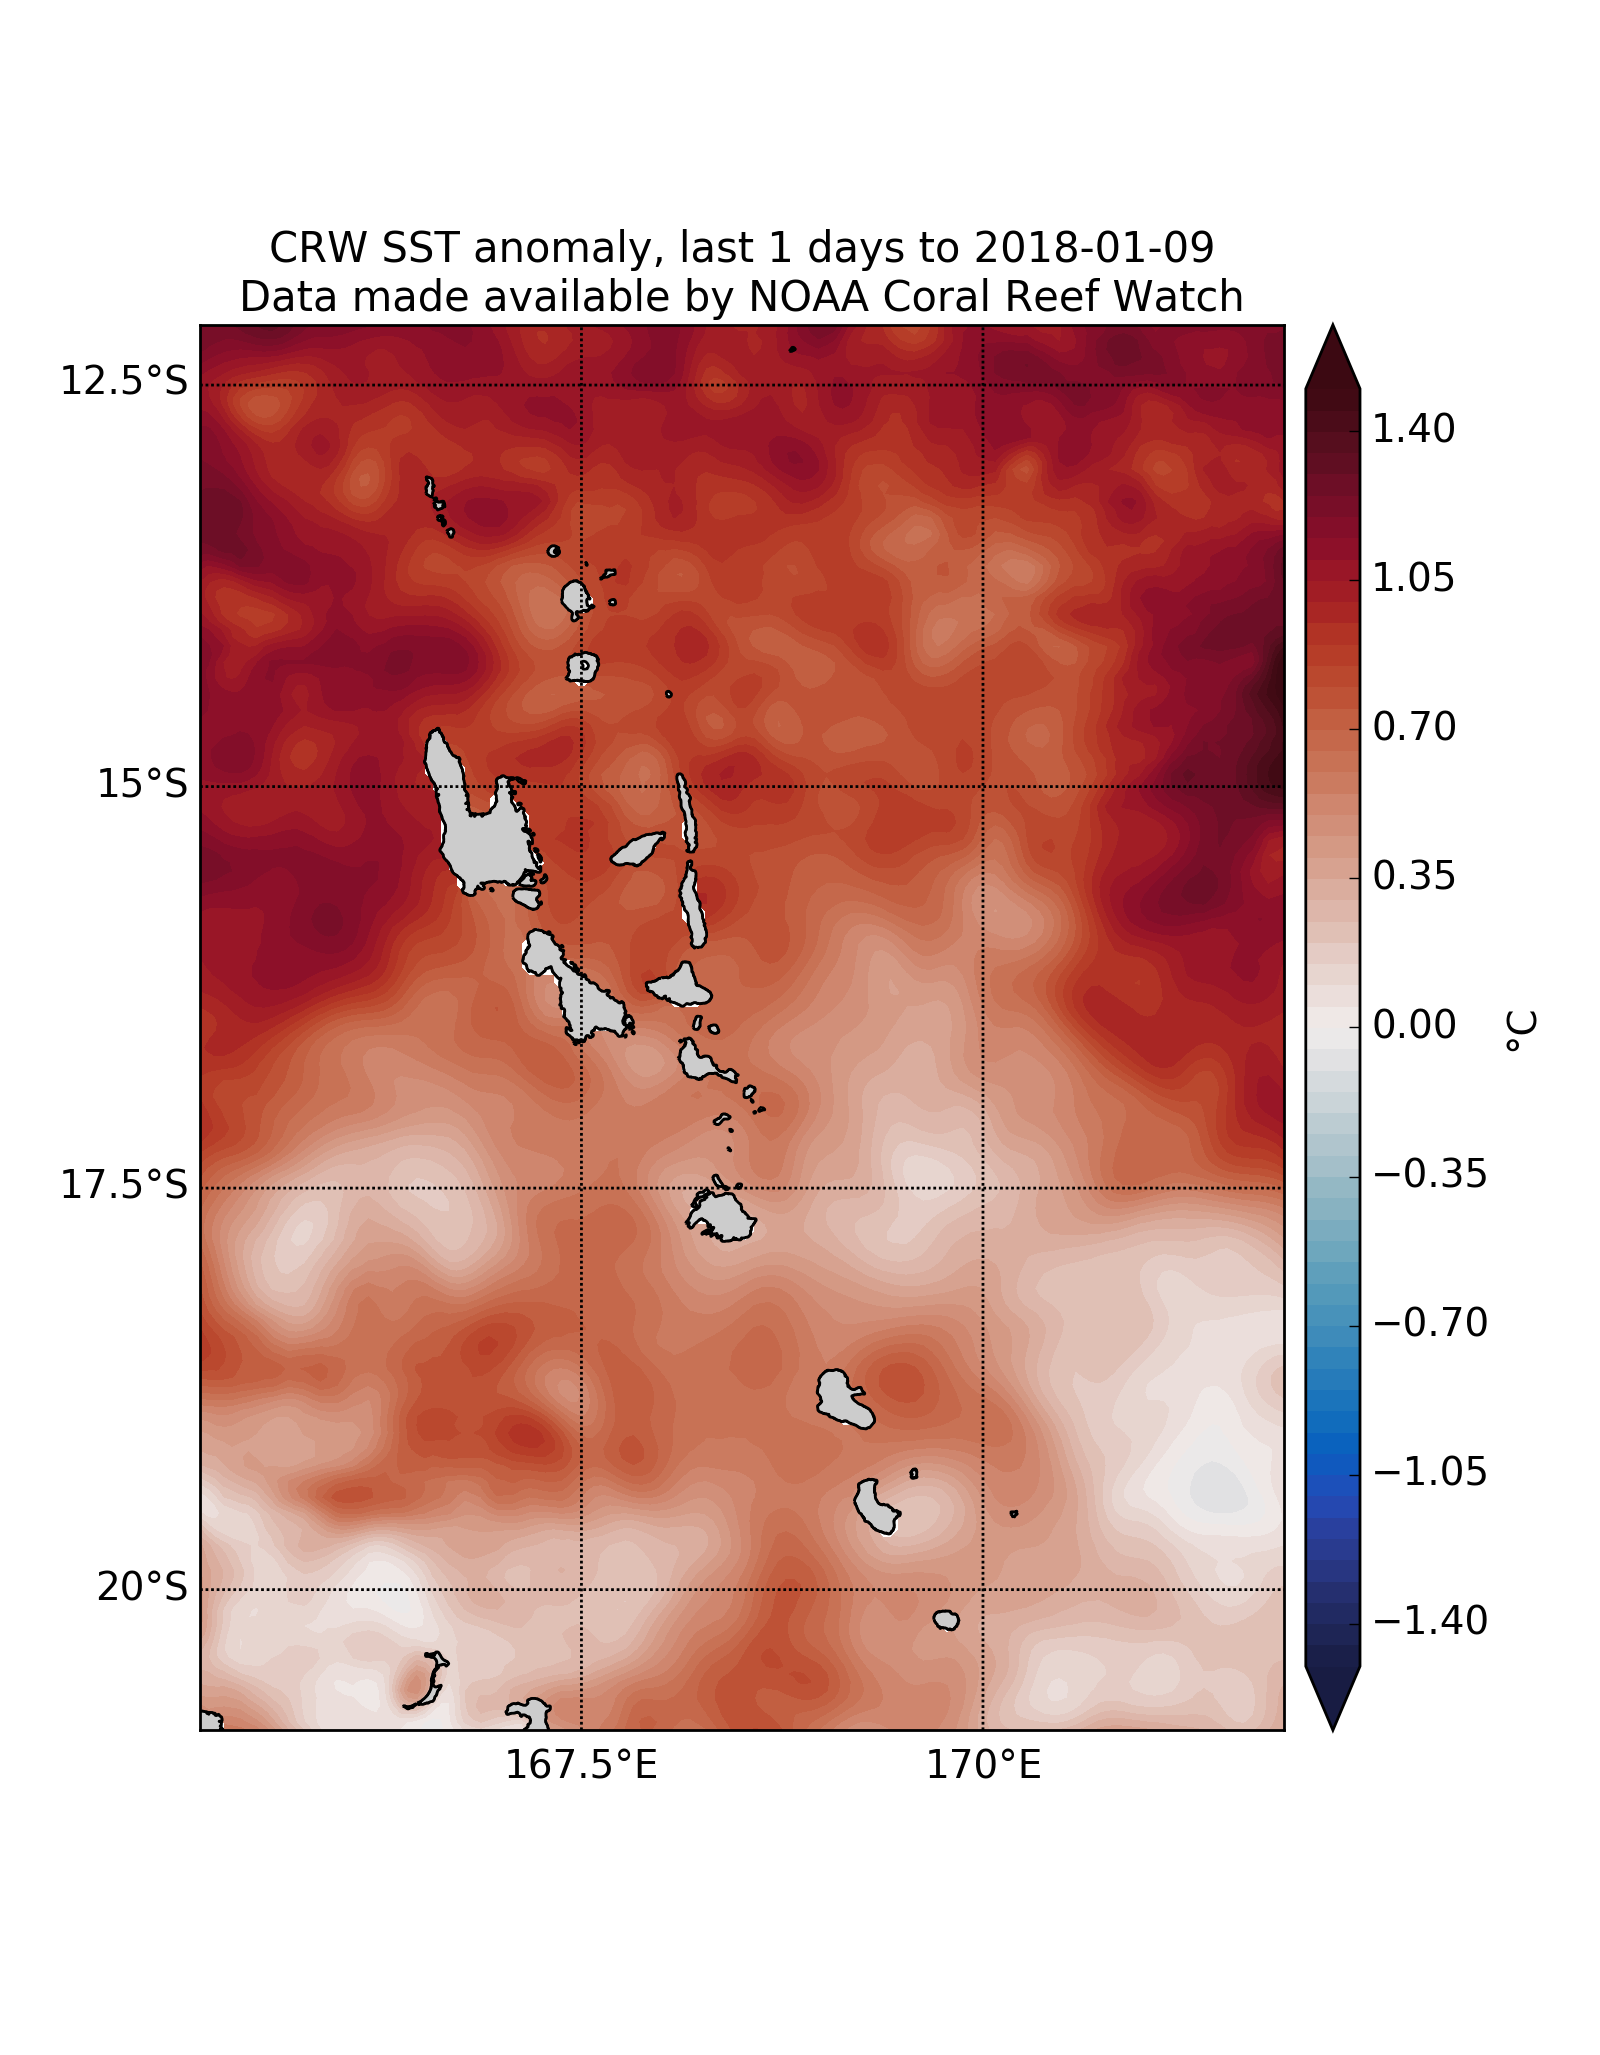 CRW SST anomaly, last 1 days to 2018-01-09
Data made available by NOAA Coral Reef Watch
12.5°S
15°S
17.5°S
20°S
167.5°E
170°E
1.40
1.05
0.70
0.35
0.00
−0.35
−0.70
−1.05
−1.40
°C